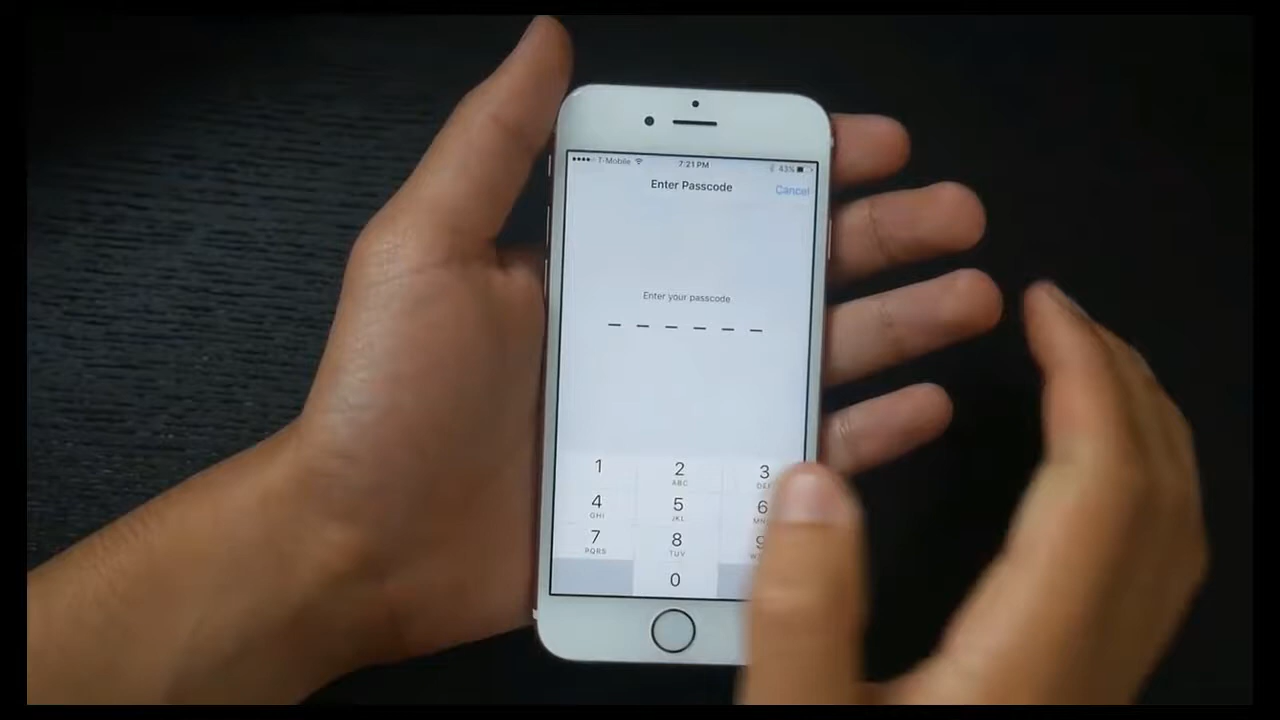 T-Mobile 7:21 PM 43%
Enter Passcode Cancel
Enter your passcode
1 2 3
ABC
4 5 6
GHI JKL
7 8
PQRS TUV
0